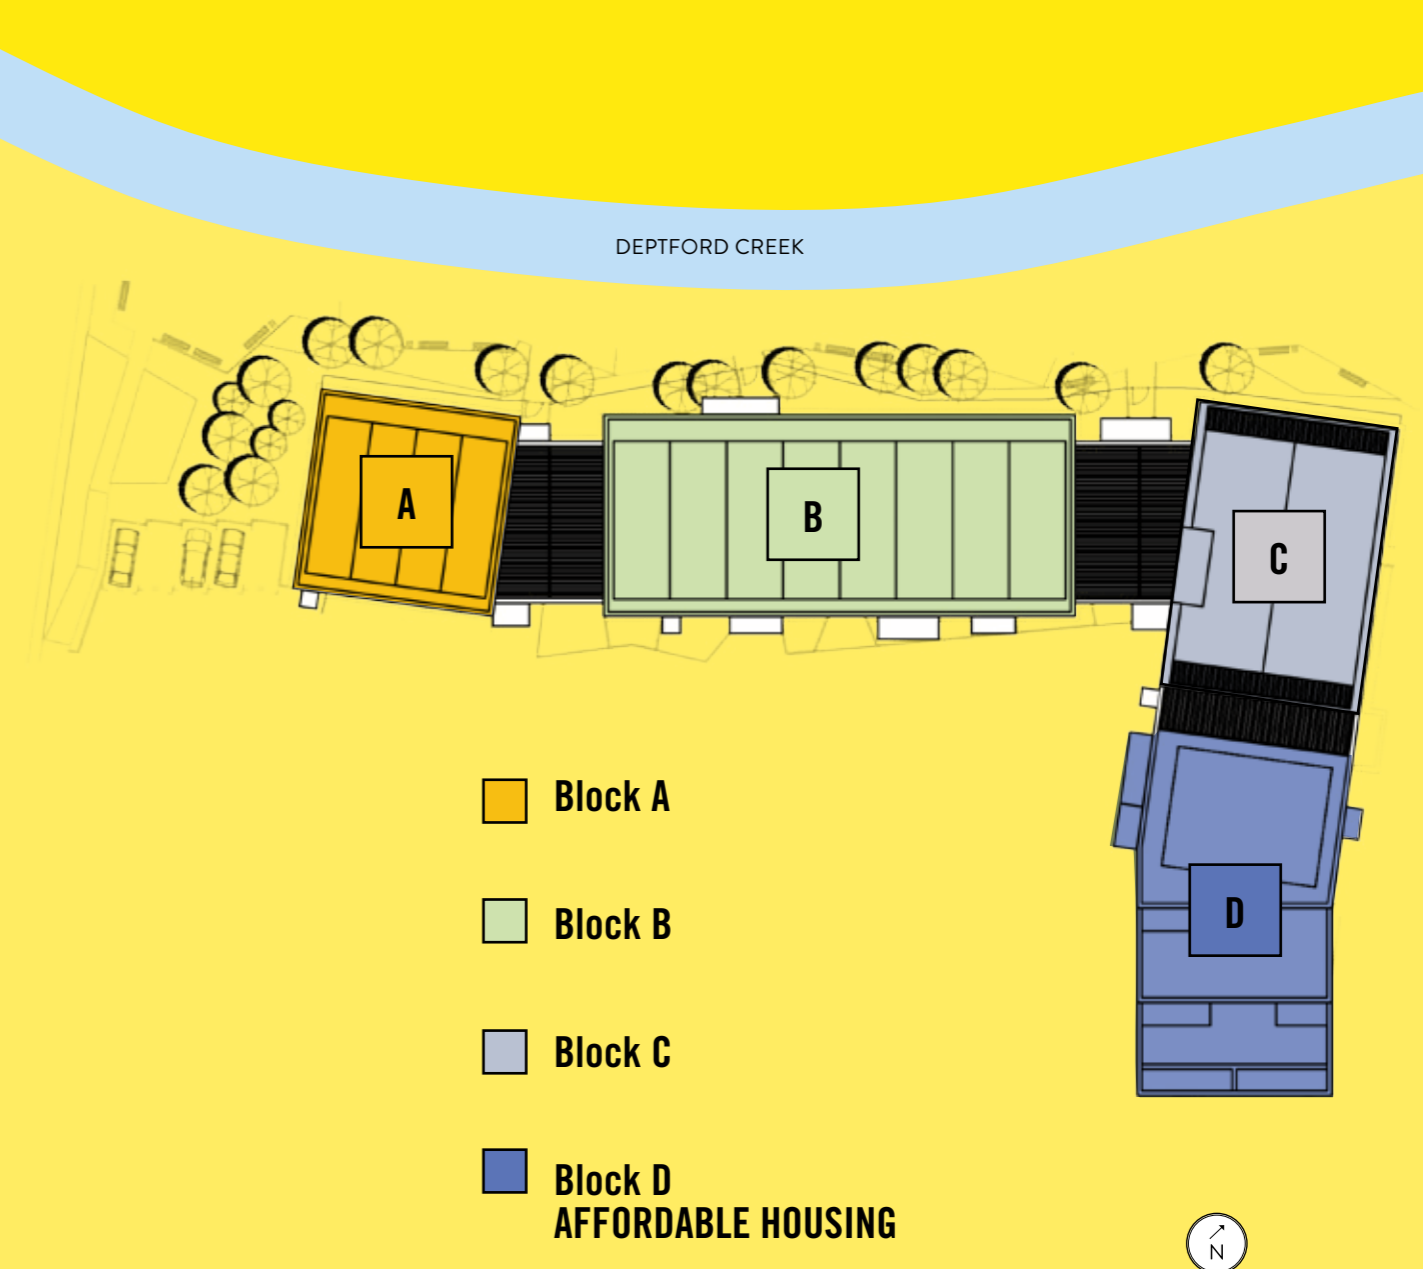 DEPTFORD CREEK
A
B
C
D
Block A
Block B
Block C
Block D
AFFORDABLE HOUSING
N